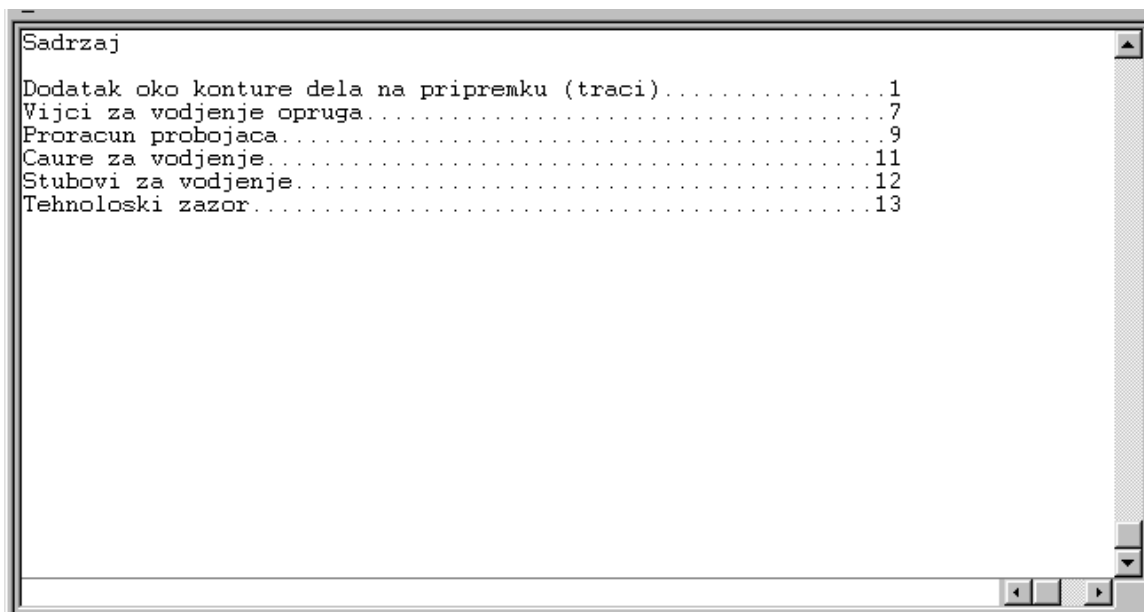 Sadrzaj
Dodatak oko konture dela na pripremku (traci)................1
Vijci za vodjenje opruga.....................................7
Proracun probojaca...........................................9
Caure za vodjenje...........................................11
Stubovi za vodjenje.........................................12
Tehnoloski zazor............................................13